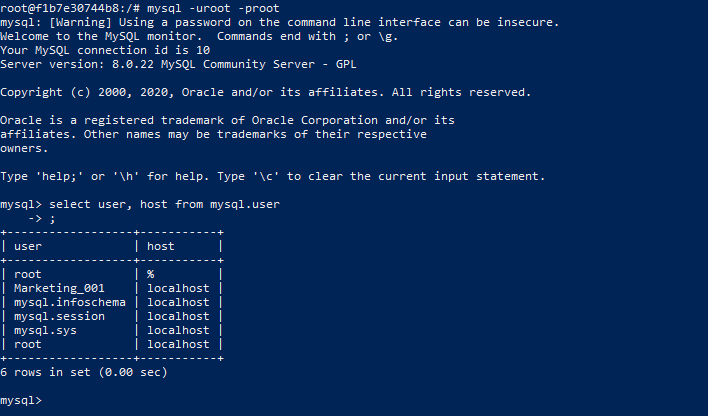 root@f1b7e30744b8:/# mysql -uroot -proot
mysql: [Warning] Using a password on the command line interface can be insecure.
Welcome to the MySQL monitor.  Commands end with ; or \g.
Your MySQL connection id is 10
Server version: 8.0.22 MySQL Community Server - GPL

Copyright (c) 2000, 2020, Oracle and/or its affiliates. All rights reserved.

Oracle is a registered trademark of Oracle Corporation and/or its
affiliates. Other names may be trademarks of their respective
owners.

Type 'help;' or '\h' for help. Type '\c' to clear the current input statement.

mysql> select user, host from mysql.user
    -> ;
+------------------+-----------+
| user             | host      |
+------------------+-----------+
| root             | %         |
| Marketing_001    | localhost |
| mysql.infoschema | localhost |
| mysql.session    | localhost |
| mysql.sys        | localhost |
| root             | localhost |
+------------------+-----------+
6 rows in set (0.00 sec)

mysql>